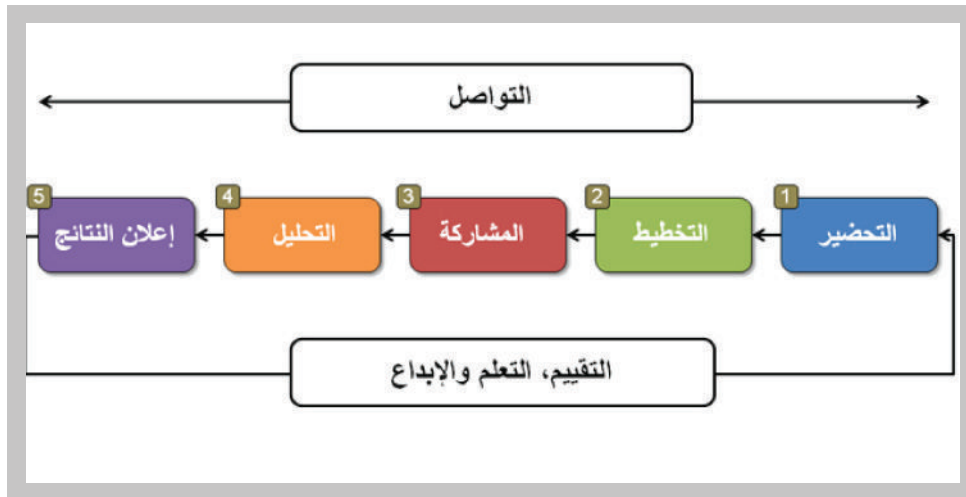 التواصل
1
التحضير
2
التخطيط
3
المشاركة
4
التحليل
5
إعلان النتائج
التقييم، التعلم والإبداع